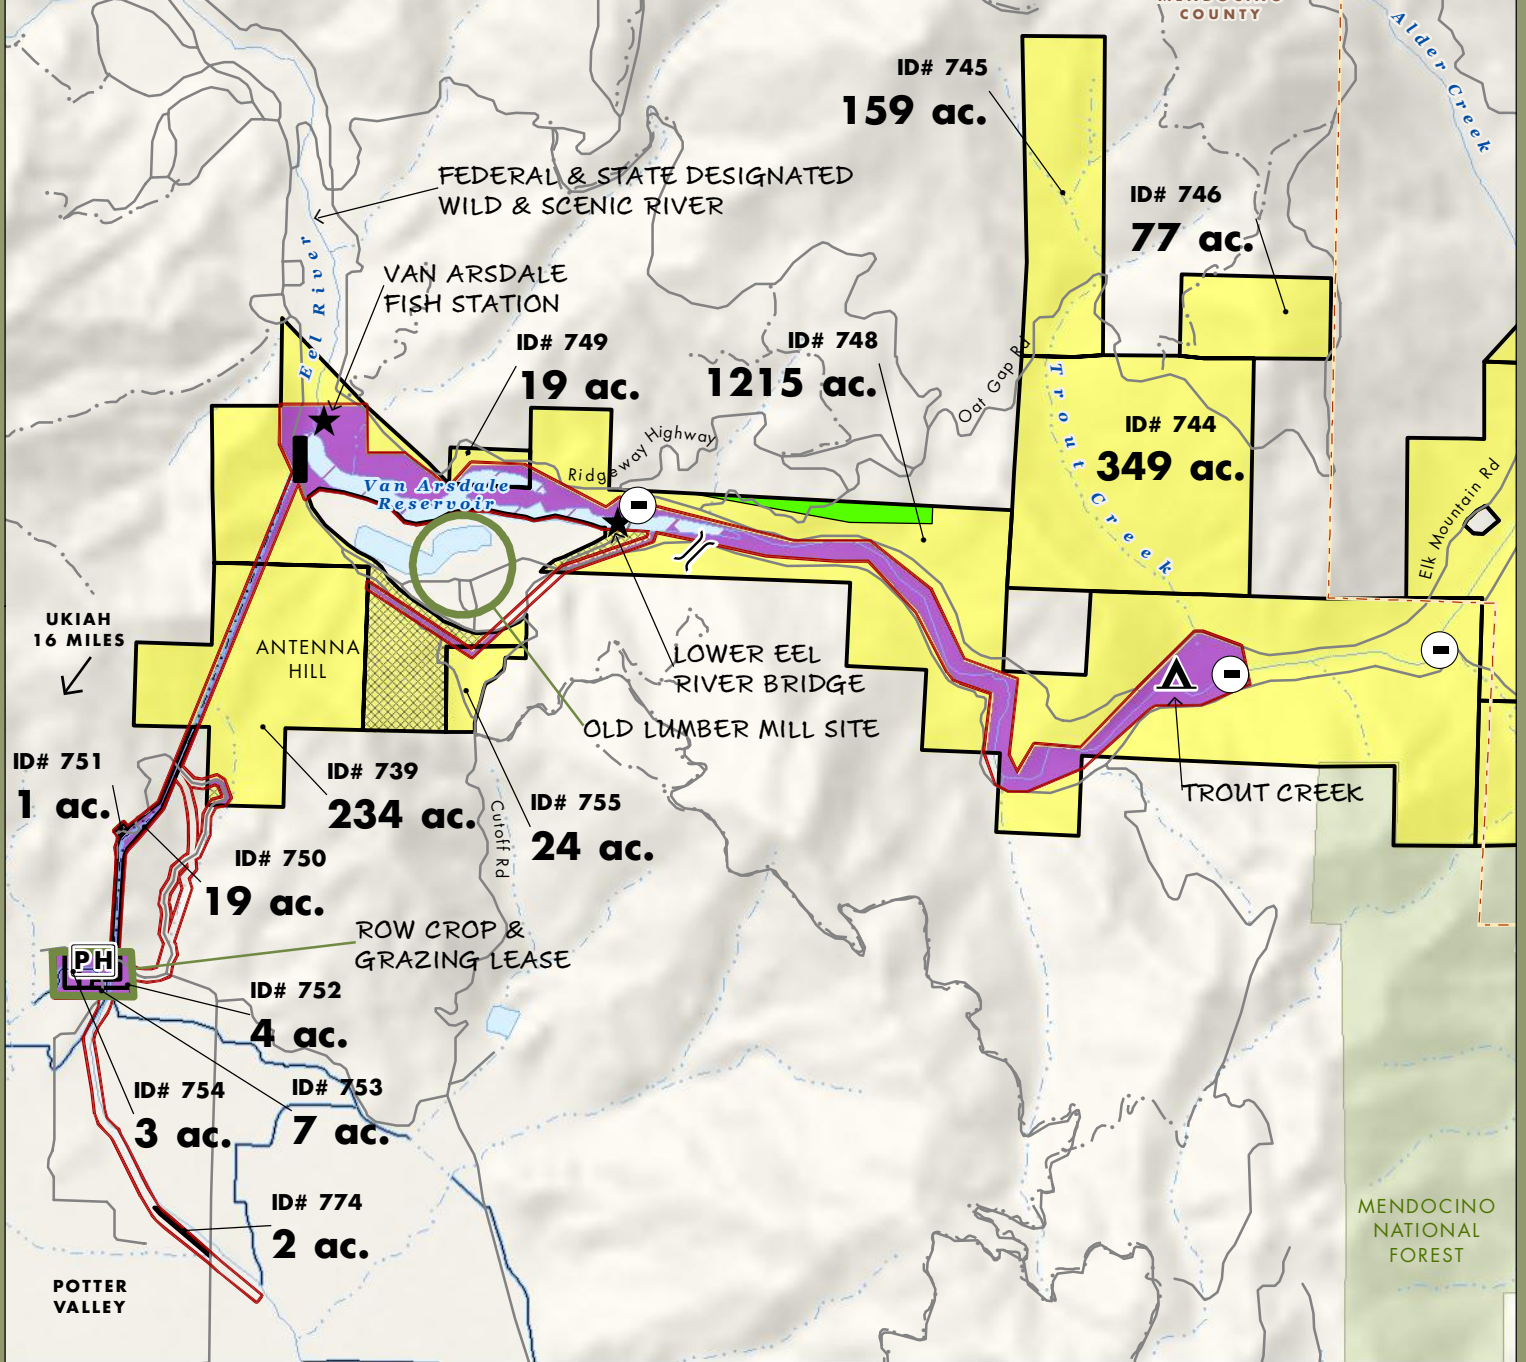 COUNTY
Alder Creek
ID# 745
159 ac.
FEDERAL & STATE DESIGNATED
WILD & SCENIC RIVER
ID# 746
77 ac.
Eel River
VAN ARSDALE
FISH STATION
ID# 749
19 ac.
ID# 748
1215 ac.
Oat Gap Rd
Trout Creek
ID# 744
349 ac.
Ridgeway Highway
Elk Mountain Rd
Van Arsdale
Reservoir
UKIAH
16 MILES
ANTENNA
HILL
LOWER EEL
RIVER BRIDGE
OLD LUMBER MILL SITE
TROUT CREEK
ID# 751
1 ac.
ID# 739
234 ac.
Cutoff Rd
ID# 755
24 ac.
ID# 750
19 ac.
ROW CROP &
GRAZING LEASE
PH
ID# 752
4 ac.
ID# 754
3 ac.
ID# 753
7 ac.
ID# 774
2 ac.
POTTER
VALLEY
MENDOCINO
NATIONAL
FOREST